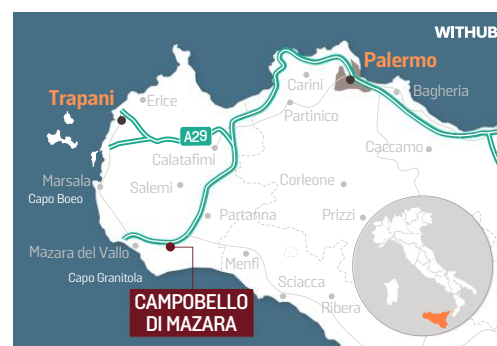 WITHUB
Palermo
Carini
Bagheria
Trapani
Erice
Partinico
A29
Caccamo
Calatafimi
Marsala
Salemi
Corleone
Capo Boeo
Partanna
Prizzi
Mazara del Vallo
Menfi
Capo Granitola
Sciacca
Ribera
CAMPOBELLO
DI MAZARA